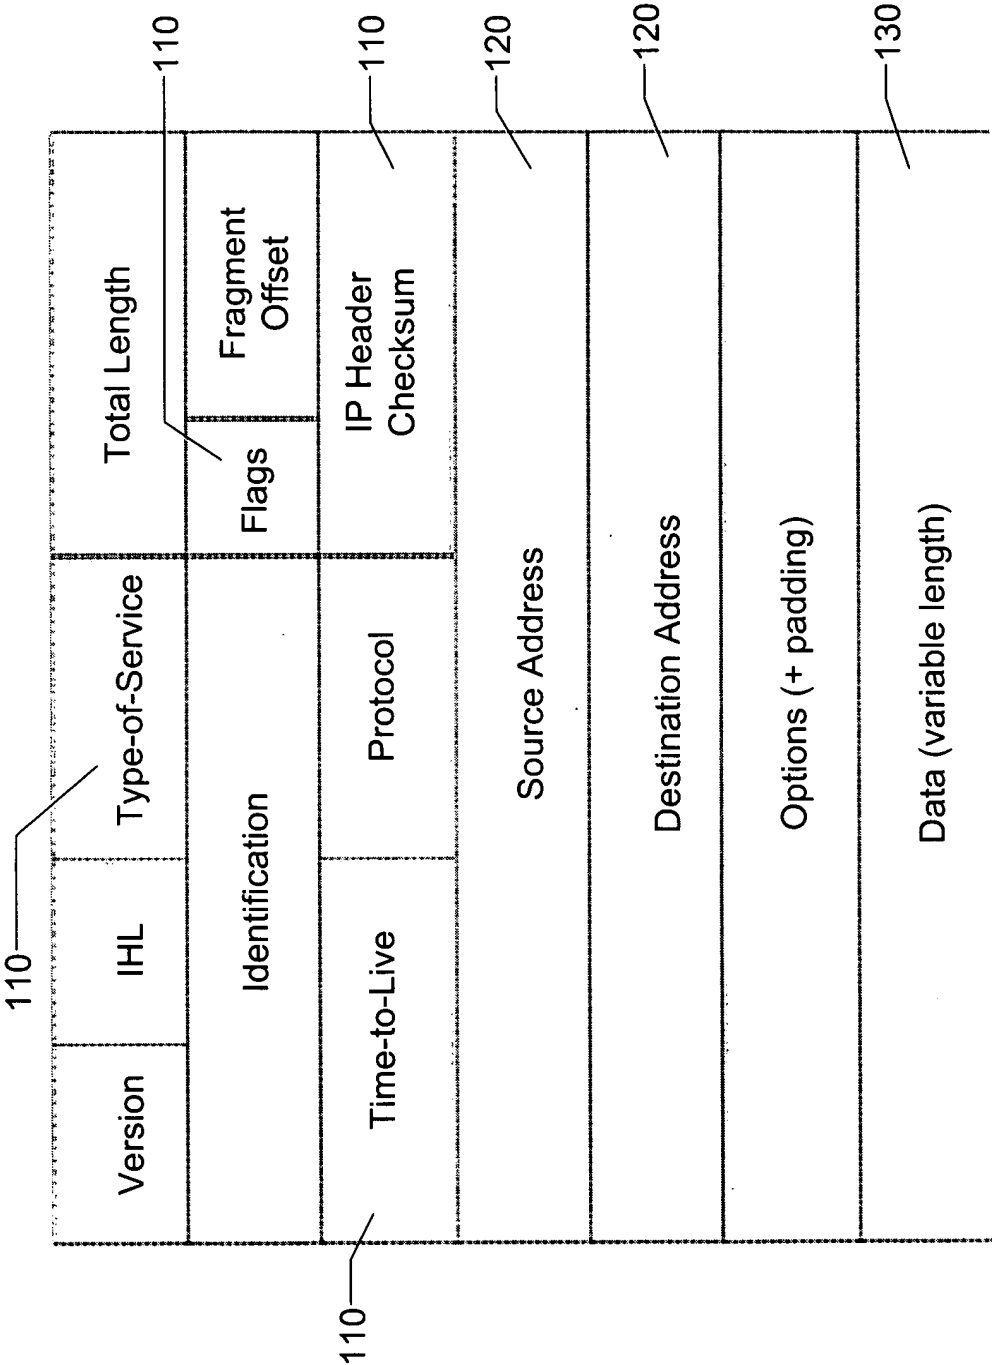 110
Version
IHL
Type-of-Service
Total Length
110
Identification
Flags
Fragment
Offset
110
Time-to-Live
Protocol
IP Header
Checksum
110
Source Address
120
Destination Address
120
Options (+ padding)
Data (variable length)
130